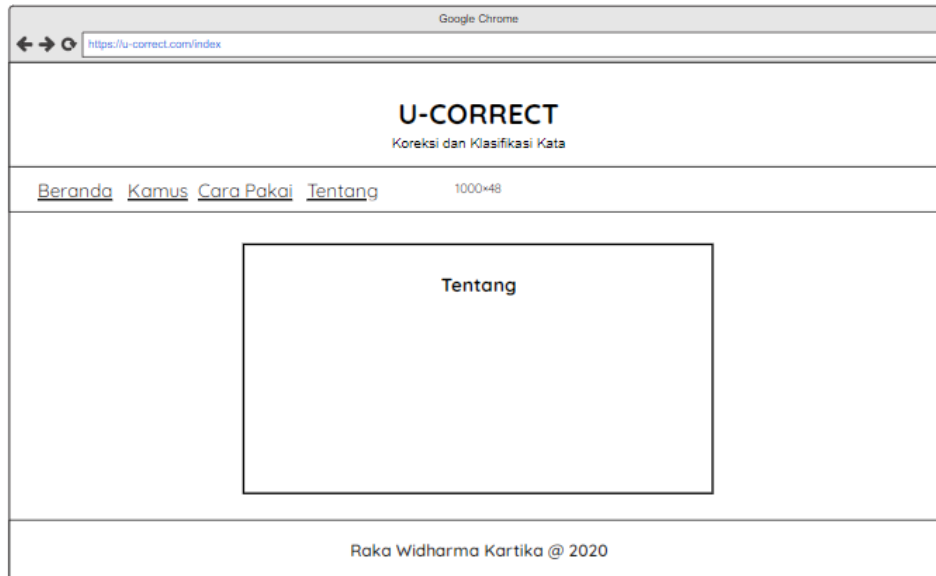 Google Chrome
https://u-correct.com/index
U-CORRECT
Koreksi dan Klasifikasi Kata
Beranda Kamus Cara Pakai Tentang 1000×48
Tentang
Raka Widharma Kartika @ 2020